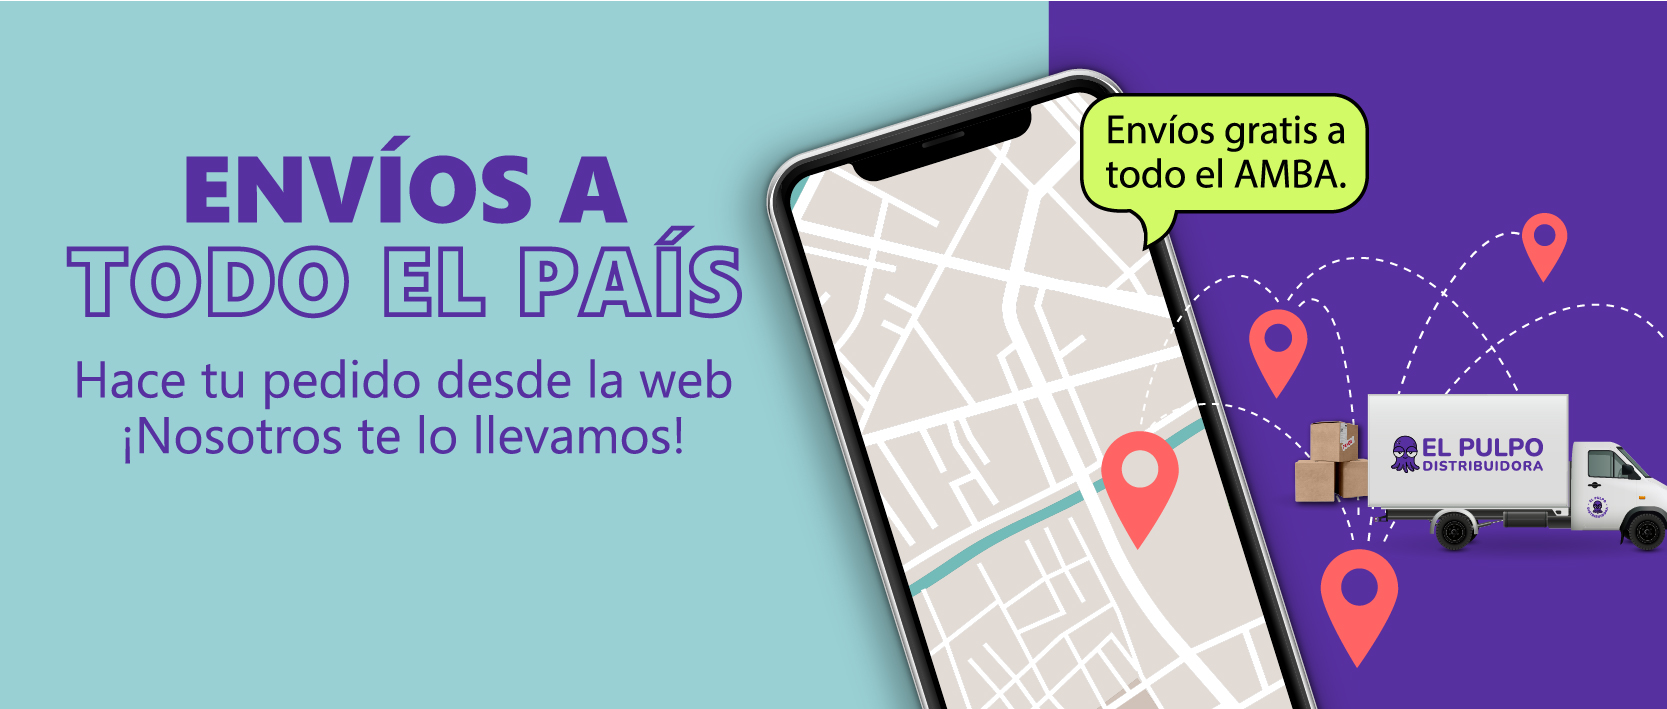 ENVÍOS A
TODO EL PAÍS
Hace tu pedido desde la web
¡Nosotros te lo llevamos!
Envíos gratis a
todo el AMBA.
EL PULPO
DISTRIBUIDORA